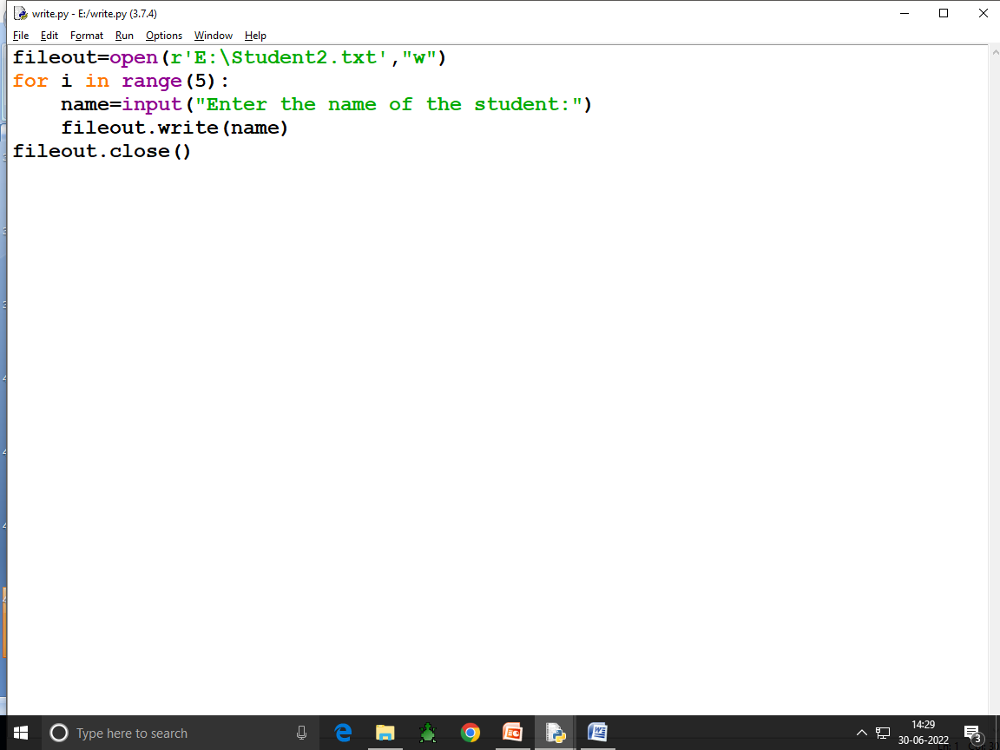 write.py - E:/write.py (3.7.4)
File Edit Format Run Options Window Help
fileout=open(r'E:\Student2.txt',"w")
for i in range(5):
    name=input("Enter the name of the student:")
    fileout.write(name)
fileout.close()
Type here to search
14:29
30-06-2022
3